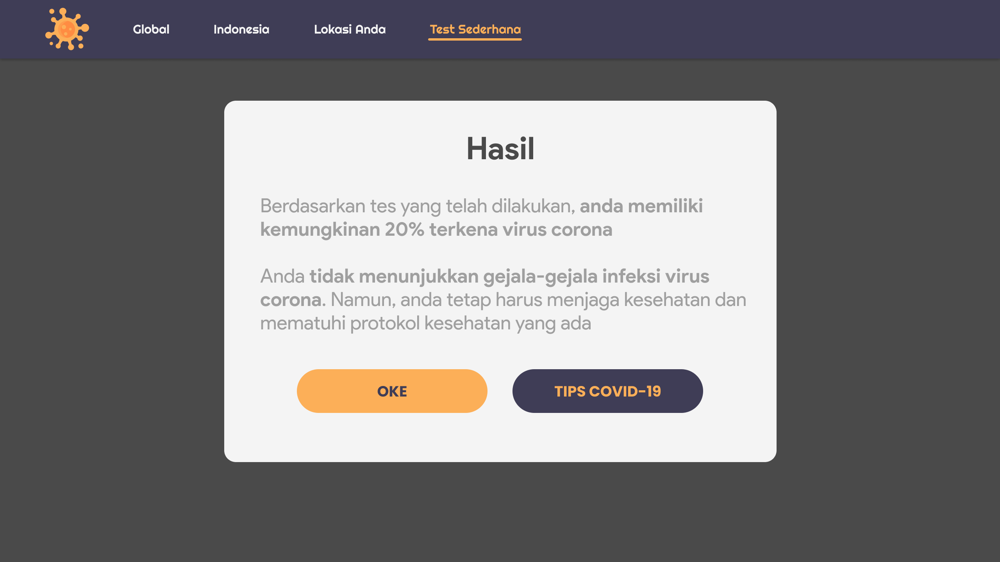 Global
Indonesia
Lokasi Anda
Test Sederhana
Hasil
Berdasarkan tes yang telah dilakukan, anda memiliki
kemungkinan 20% terkena virus corona
Anda tidak menunjukkan gejala-gejala infeksi virus
corona. Namun, anda tetap harus menjaga kesehatan dan
mematuhi protokol kesehatan yang ada
OKE
TIPS COVID-19